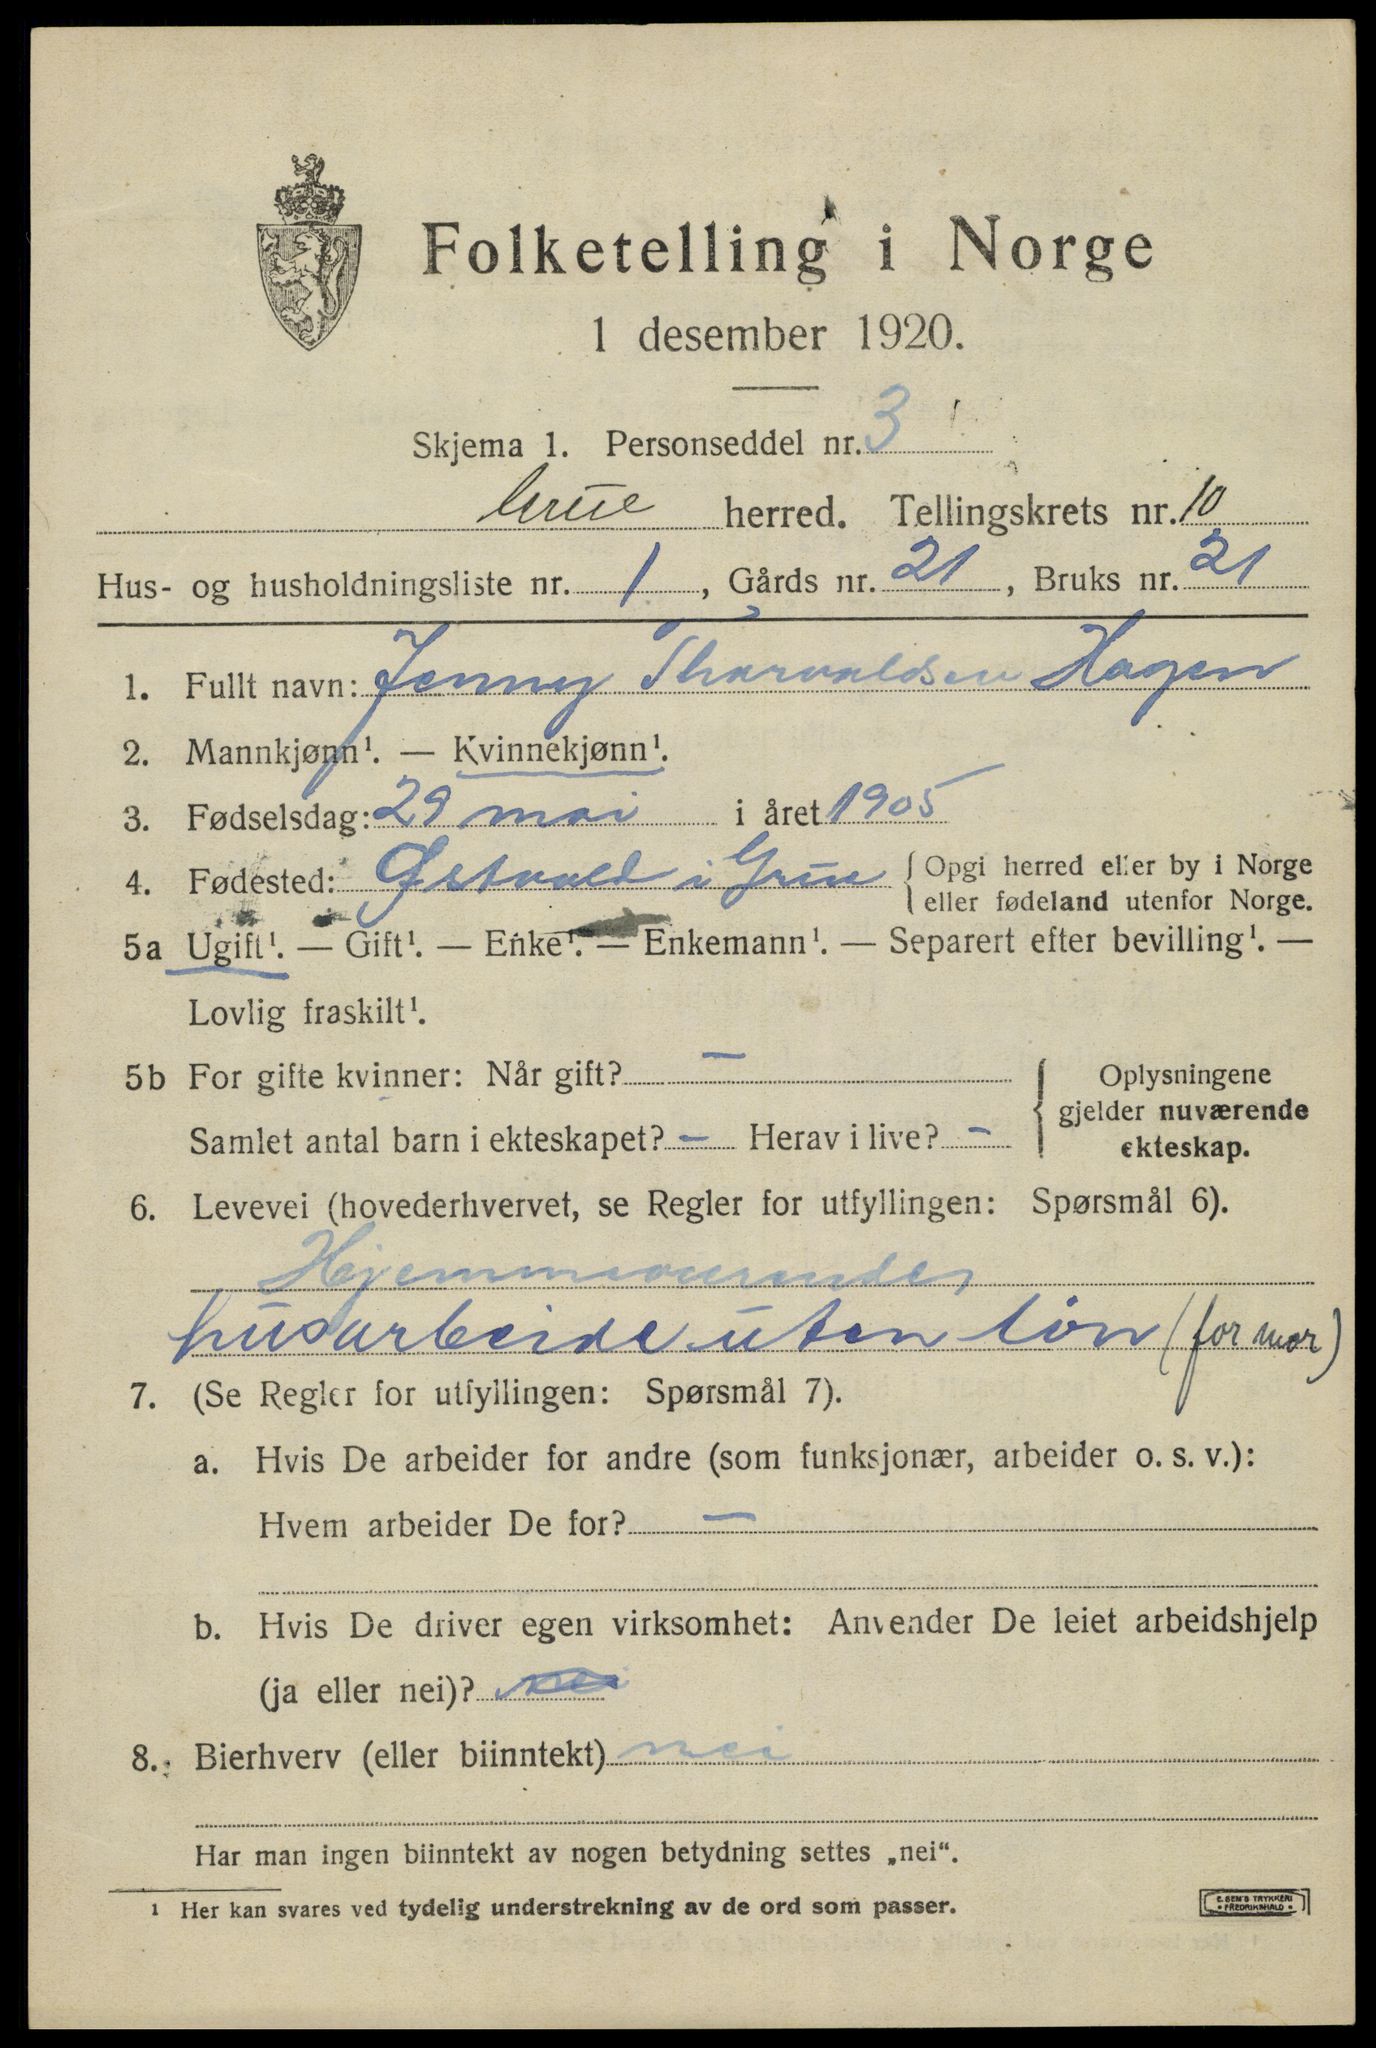 Folketelling i Norge
1 desember 1920.
Skjema 1. Personseddel nr. 3
Grue herred. Tellingskrets nr. 10
Hus- og husholdningsliste nr. 1, Gårds nr. 21, Bruks nr. 21
1. Fullt navn: Jenny Thorvaldsen Hagen
2. Mannkjønn¹. — Kvinnekjønn¹.
3. Fødselsdag: 29 mai i året 1905
4. Fødested: Østvold i Grue { Opgi herred eller by i Norge
eller fødeland utenfor Norge.
5a Ugift¹. — Gift¹. — Enke¹. — Enkemann¹. — Separert efter bevilling¹. —
Lovlig fraskilt¹.
5b For gifte kvinner: Når gift? — { Oplysningene
gjelder nuværende
Samlet antal barn i ekteskapet? — Herav i live? — ekteskap.
6. Levevei (hovederhvervet, se Regler for utfyllingen: Spørsmål 6).
Hjemmeværende,
husarbeide uten løn (for mor)
7. (Se Regler for utfyllingen: Spørsmål 7).
a. Hvis De arbeider for andre (som funksjonær, arbeider o. s. v.):
Hvem arbeider De for? —
b. Hvis De driver egen virksomhet: Anvender De leiet arbeidshjelp
(ja eller nei)? nei
8. Bierhverv (eller biinntekt) nei
Har man ingen biinntekt av nogen betydning settes „nei“.
¹ Her kan svares ved tydelig understrekning av de ord som passer.
E. SEM'S TRYKKERI
• FREDRIKSHALD •